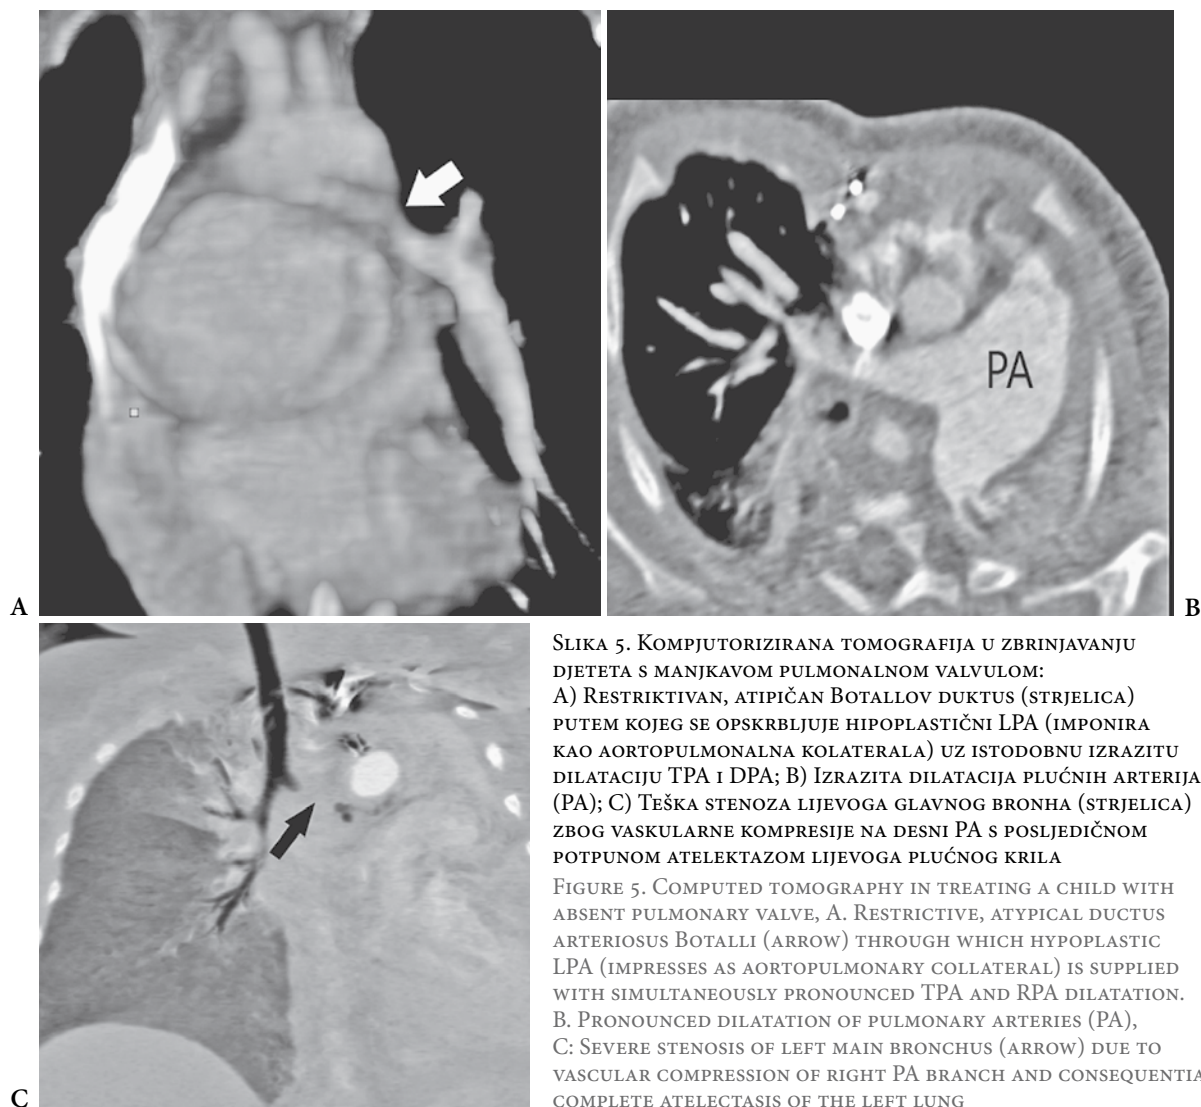 PA
A
B
C
Slika 5. Kompjutorizirana tomografija u zbrinjavanju
djeteta s manjkavom pulmonalnom valvulom:
A) Restriktivan, atipičan Botallov duktus (strjelica)
putem kojeg se opskrbljuje hipoplastični LPA (imponira
kao aortopulmonalna kolaterala) uz istodobnu izrazitu
dilataciju TPA i DPA; B) Izrazita dilatacija plućnih arterija
(PA); C) Teška stenoza lijevoga glavnog bronha (strjelica)
zbog vaskularne kompresije na desni PA s posljedičnom
potpunom atelektazom lijevoga plućnog krila
Figure 5. Computed tomography in treating a child with
absent pulmonary valve, A. Restrictive, atypical ductus
arteriosus Botalli (arrow) through which hypoplastic
LPA (impresses as aortopulmonary collateral) is supplied
with simultaneously pronounced TPA and RPA dilatation.
B. Pronounced dilatation of pulmonary arteries (PA),
C: Severe stenosis of left main bronchus (arrow) due to
vascular compression of right PA branch and consequentia
complete atelectasis of the left lung